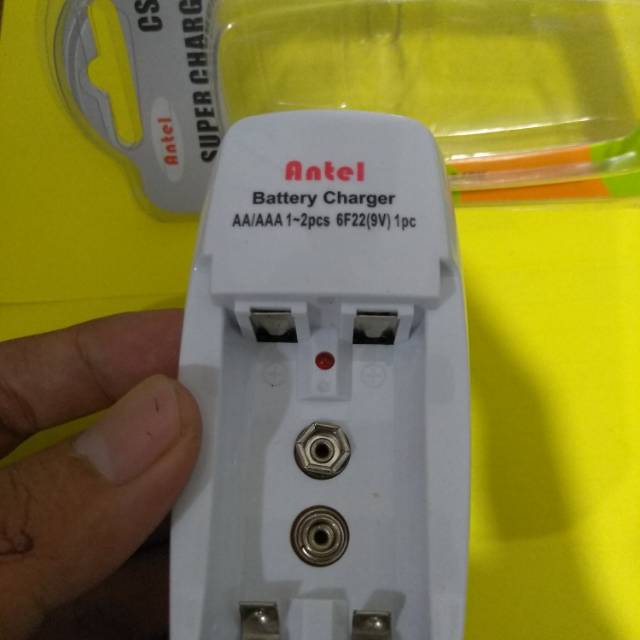 CS
SUPER CHARG
Antel
Antel
Battery Charger
AA/AAA 1~2pcs 6F22(9V) 1pc